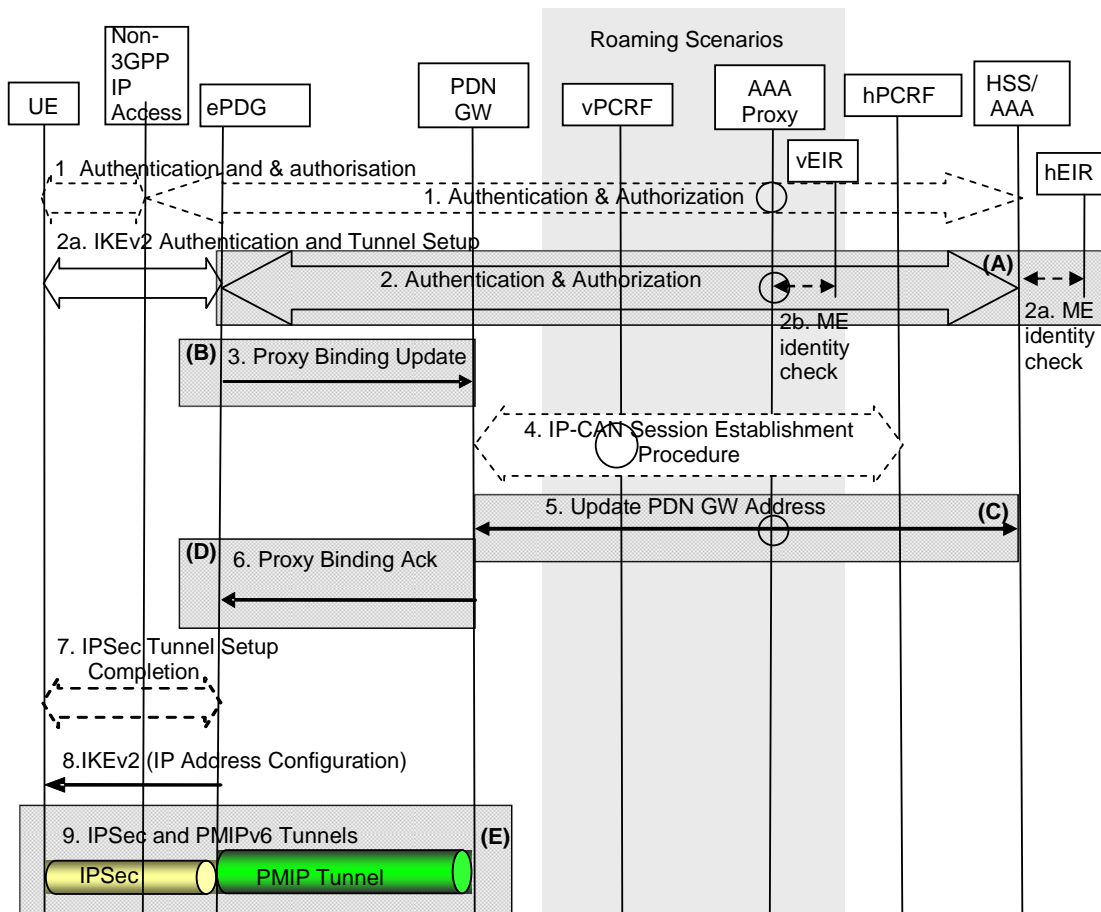 Roaming Scenarios
Non-
3GPP
IP
Access
UE
ePDG
PDN
GW
vPCRF
AAA
Proxy
hPCRF
HSS/
AAA
vEIR
hEIR
1 Authentication and & authorisation
1. Authentication & Authorization
2a. IKEv2 Authentication and Tunnel Setup
2. Authentication & Authorization
(A)
2b. ME
identity
check
2a. ME
identity
check
(B)
3. Proxy Binding Update
4. IP-CAN Session Establishment
Procedure
5. Update PDN GW Address
(C)
(D)
6. Proxy Binding Ack
7. IPSec Tunnel Setup
Completion
8.IKEv2 (IP Address Configuration)
9. IPSec and PMIPv6 Tunnels
(E)
IPSec
PMIP Tunnel